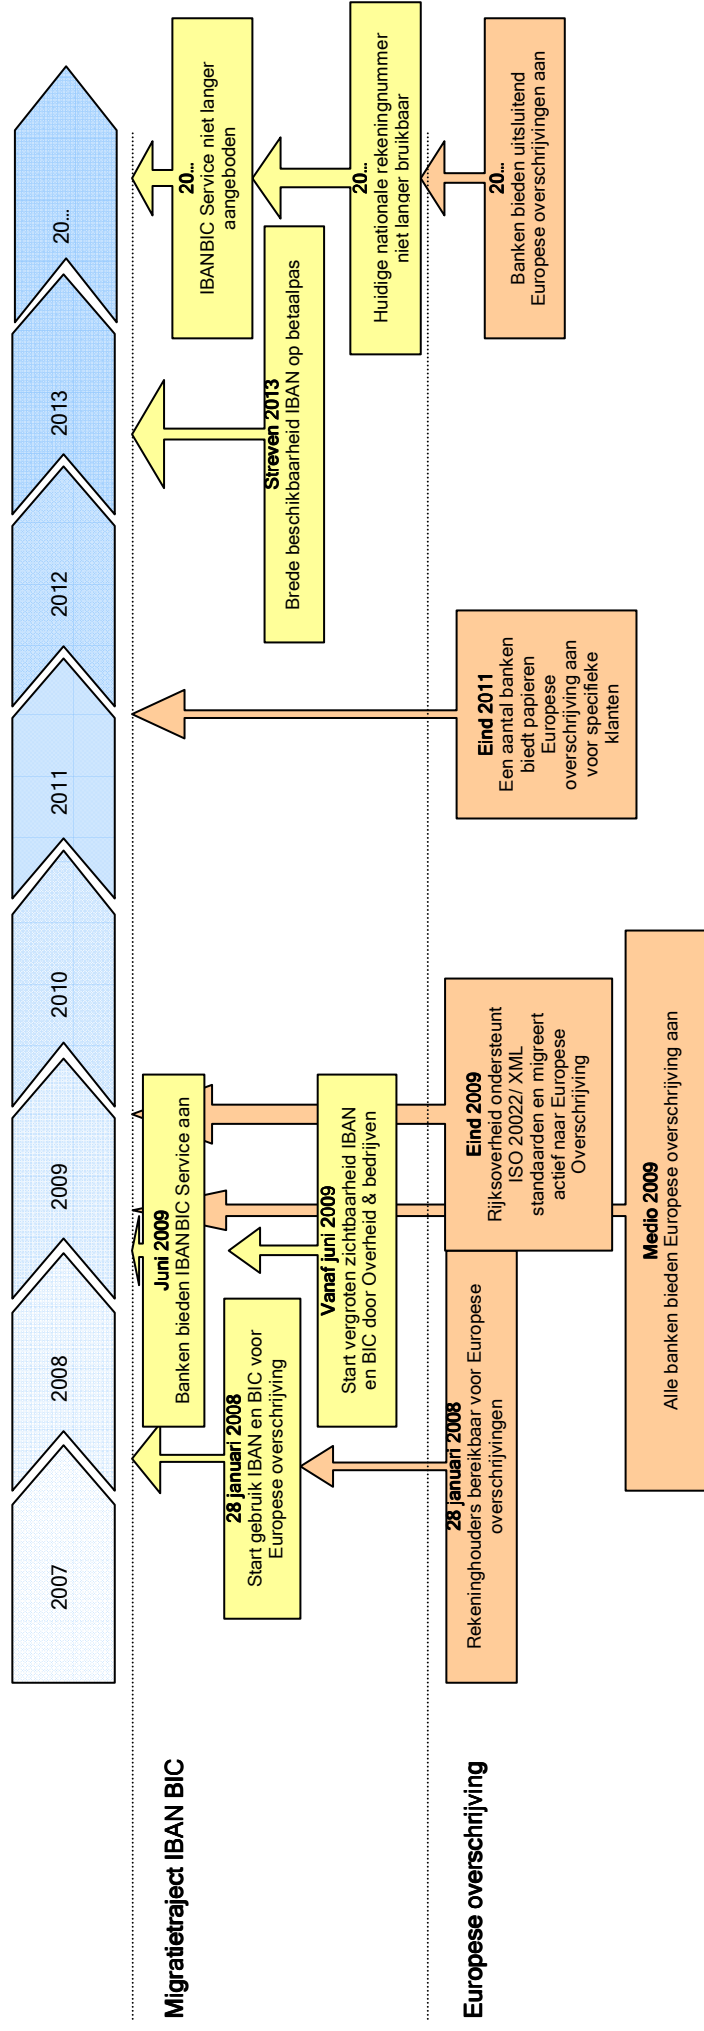 2007
2008
2009
2010
2011
2012
2013
20...
Migratietraject IBAN BIC
28 januari 2008
Start gebruik IBAN en BIC voor
Europese overschrijving
Juni 2009
Banken bieden IBANBIC Service aan
Vanaf juni 2009
Start vergroten zichtbaarheid IBAN
en BIC door Overheid & bedrijven
Streven 2013
Brede beschikbaarheid IBAN op betaalpas
20...
IBANBIC Service niet langer
aangeboden
20...
Huidige nationale rekeningnummer
niet langer bruikbaar
Europese overschrijving
28 januari 2008
Rekeninghouders bereikbaar voor Europese
overschrijvingen
Medio 2009
Alle banken bieden Europese overschrijving aan
Eind 2009
Rijksoverheid ondersteunt
ISO 20022/ XML
standaarden en migreert
actief naar Europese
Overschrijving
Eind 2011
Een aantal banken
biedt papieren
Europese
overschrijving aan
voor specifieke
klanten
20...
Banken bieden uitsluitend
Europese overschrijvingen aan